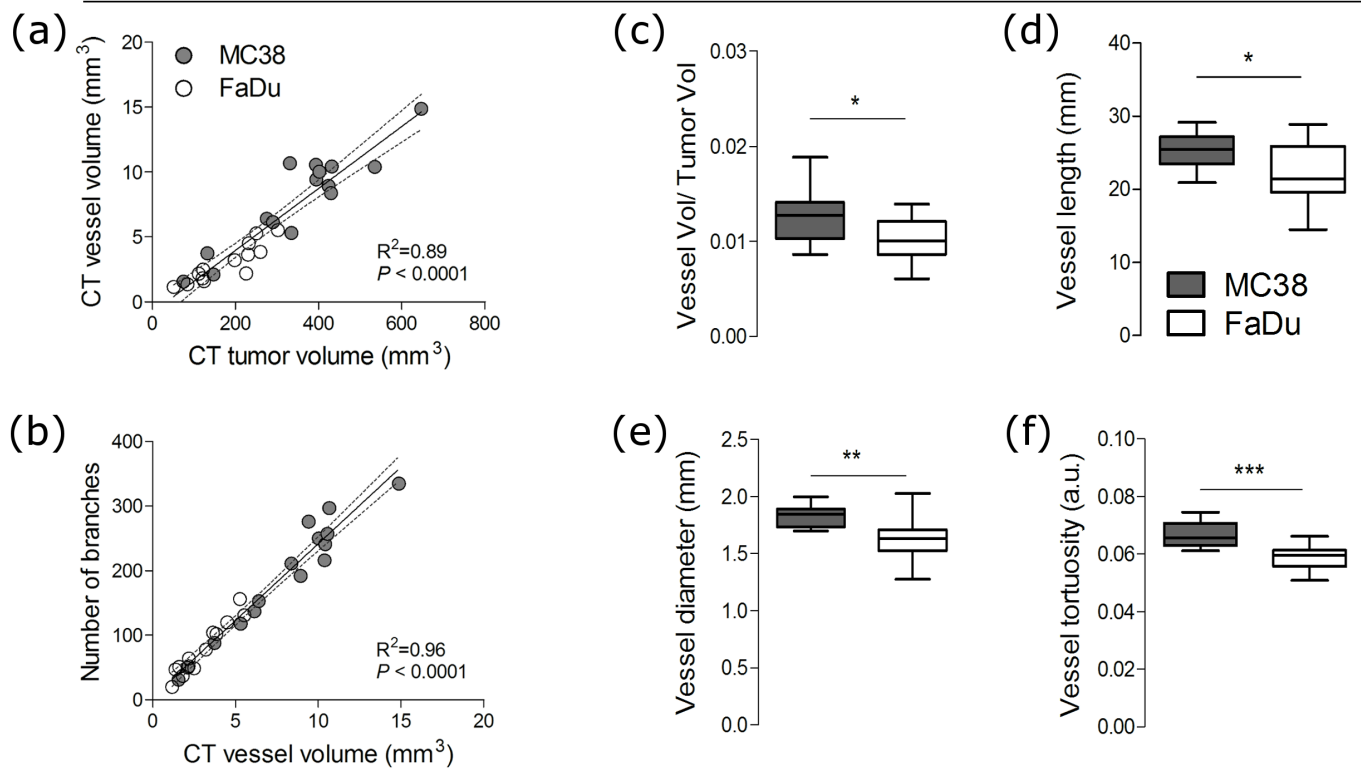 (a)
CT vessel volume (mm3)
20
15
10
5
0
MC38
FaDu
R2=0.89
P < 0.0001
0 200 400 600 800
CT tumor volume (mm3)
(c)
Vessel Vol/ Tumor Vol
0.03
0.02
0.01
0.00
*
(d)
Vessel length (mm)
40
30
20
10
0
*
MC38
FaDu
(b)
Number of branches
400
300
200
100
0
R2=0.96
P < 0.0001
0 5 10 15 20
CT vessel volume (mm3)
(e)
Vessel diameter (mm)
2.5
2.0
1.5
1.0
0.5
0.0
**
(f)
Vessel tortuosity (a.u.)
0.10
0.08
0.06
0.04
0.02
0.00
***